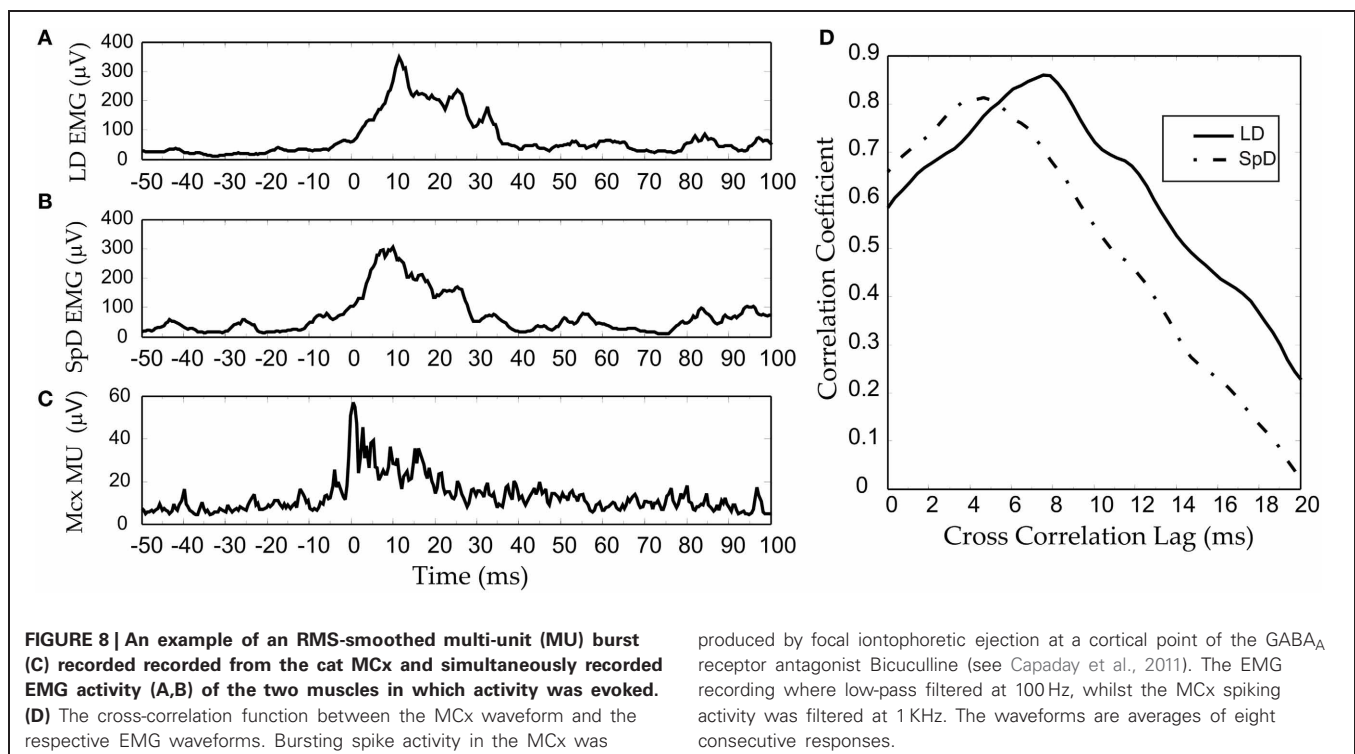 A
LD EMG (µV)
400
300
200
100
0
-50 -40 -30 -20 -10 0 10 20 30 40 50 60 70 80 90 100
B
SpD EMG (µV)
400
300
200
100
0
-50 -40 -30 -20 -10 0 10 20 30 40 50 60 70 80 90 100
C
Mcx MU (µV)
60
40
20
0
-50 -40 -30 -20 -10 0 10 20 30 40 50 60 70 80 90 100
Time (ms)
D
Correlation Coefficient
0.9
0.8
0.7
0.6
0.5
0.4
0.3
0.2
0.1
0
0 2 4 6 8 10 12 14 16 18 20
Cross Correlation Lag (ms)
LD
SpD
FIGURE 8 | An example of an RMS-smoothed multi-unit (MU) burst
(C) recorded recorded from the cat MCx and simultaneously recorded
EMG activity (A,B) of the two muscles in which activity was evoked.
(D) The cross-correlation function between the MCx waveform and the
respective EMG waveforms. Bursting spike activity in the MCx was
produced by focal iontophoretic ejection at a cortical point of the GABAA
receptor antagonist Bicuculline (see Capaday et al., 2011). The EMG
recording where low-pass filtered at 100 Hz, whilst the MCx spiking
activity was filtered at 1 KHz. The waveforms are averages of eight
consecutive responses.